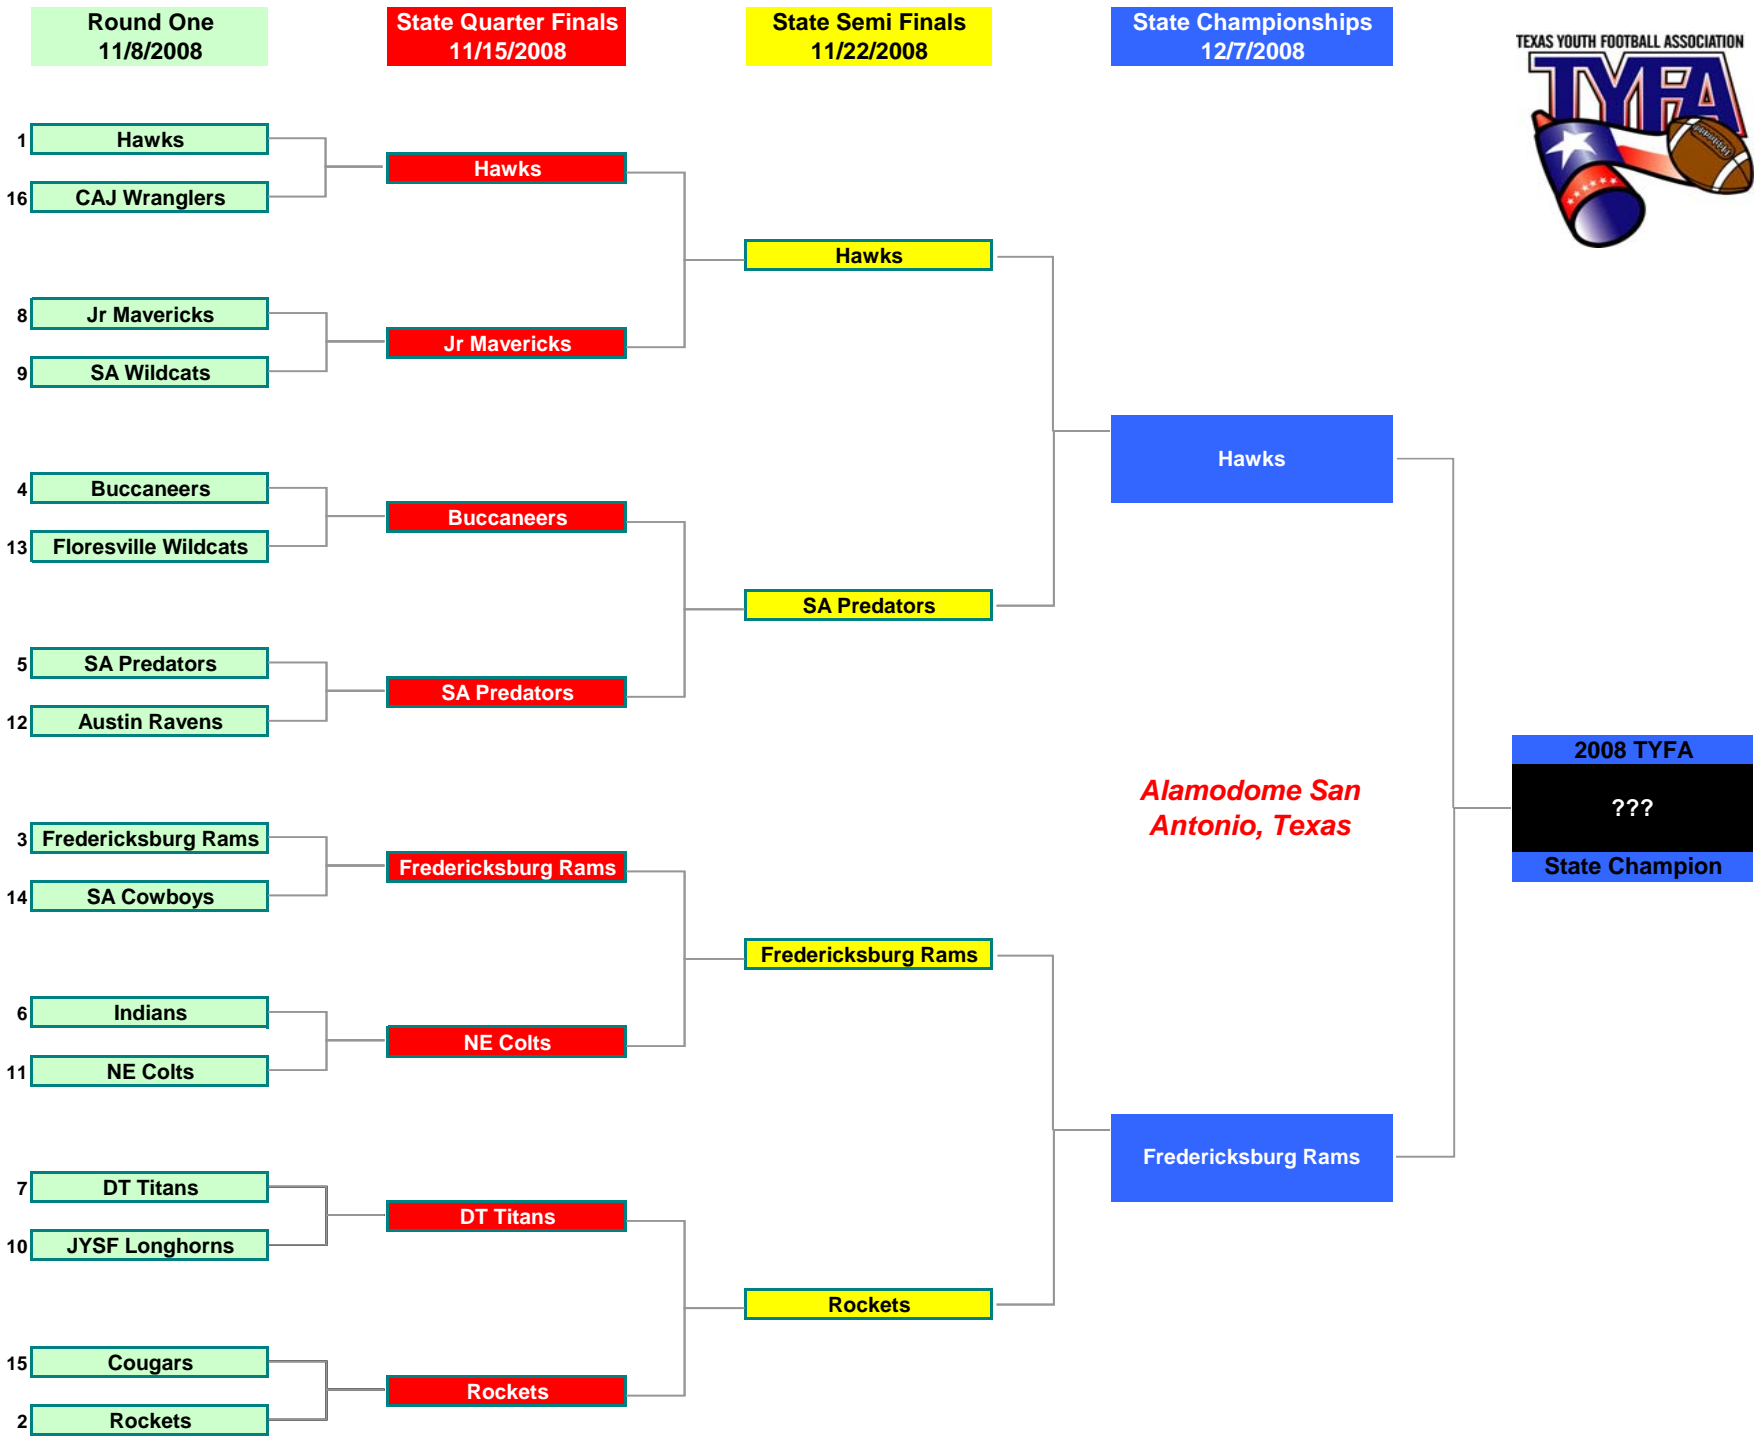 Round One
11/8/2008
State Quarter Finals
11/15/2008
State Semi Finals
11/22/2008
State Championships
12/7/2008
TEXAS YOUTH FOOTBALL ASSOCIATION
TYFA
1 Hawks
16 CAJ Wranglers
8 Jr Mavericks
9 SA Wildcats
4 Buccaneers
13 Floresville Wildcats
5 SA Predators
12 Austin Ravens
3 Fredericksburg Rams
14 SA Cowboys
6 Indians
11 NE Colts
7 DT Titans
10 JYSF Longhorns
15 Cougars
2 Rockets
Hawks
Jr Mavericks
Buccaneers
SA Predators
Fredericksburg Rams
NE Colts
DT Titans
Rockets
Hawks
SA Predators
Fredericksburg Rams
Rockets
Hawks
Alamodome San
Antonio, Texas
Fredericksburg Rams
2008 TYFA
???
State Champion